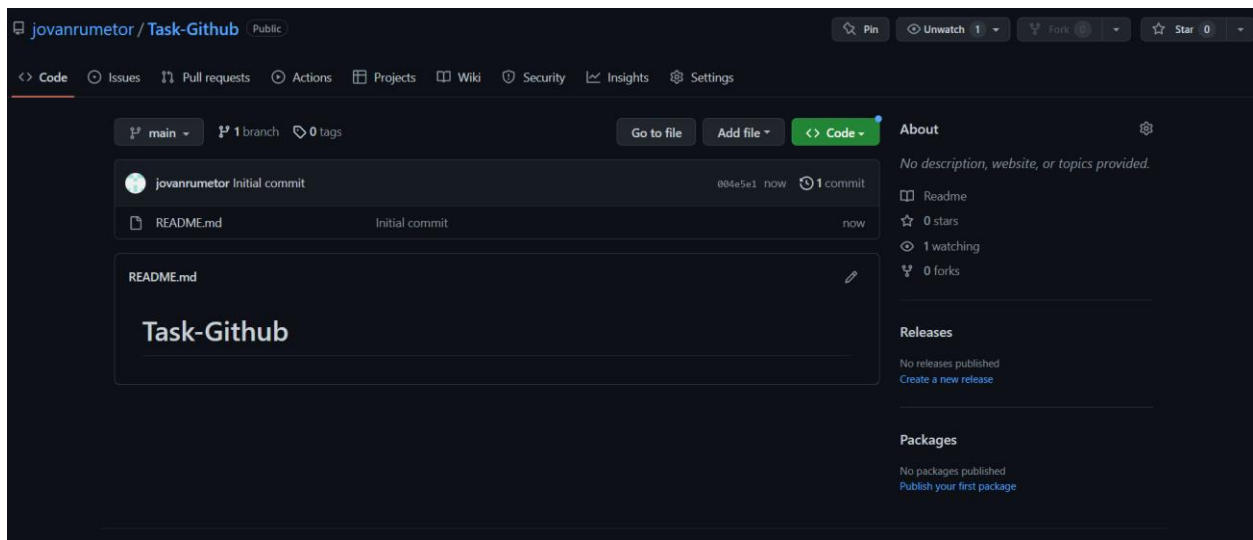 jovanrumetor / Task-Github Public
Pin
Unwatch 1
Fork 0
Star 0
<> Code
Issues
Pull requests
Actions
Projects
Wiki
Security
Insights
Settings
main
1 branch
0 tags
Go to file
Add file
<> Code
jovanrumetor Initial commit
004e5e1 now
1 commit
README.md
Initial commit
now
README.md
Task-Github
About
No description, website, or topics provided.
Readme
0 stars
1 watching
0 forks
Releases
No releases published
Create a new release
Packages
No packages published
Publish your first package